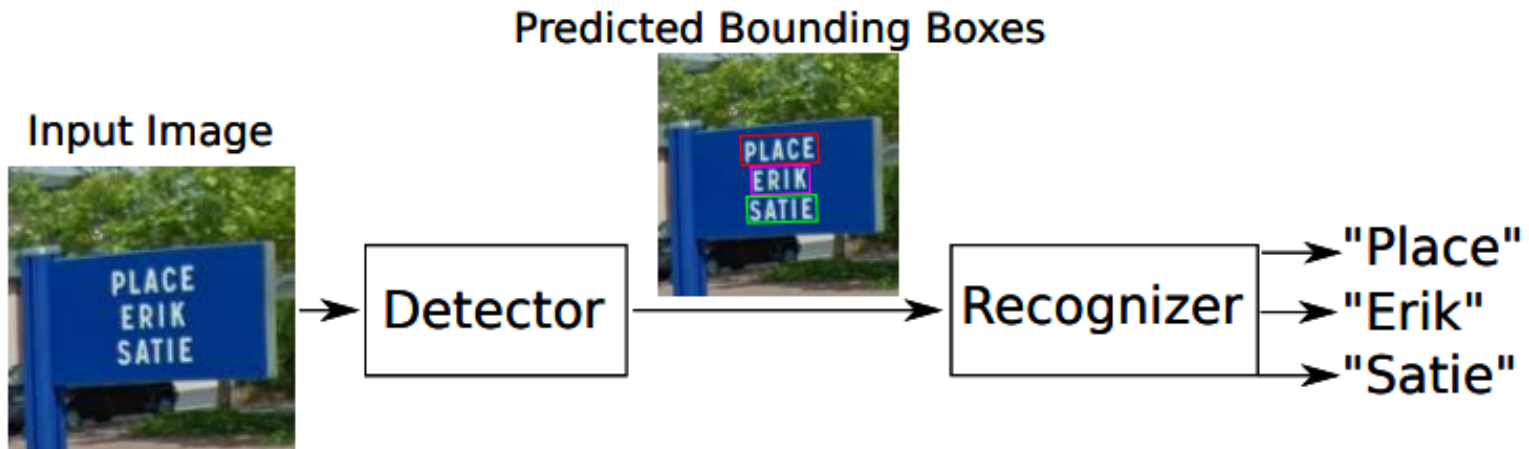 Predicted Bounding Boxes
Input Image
PLACE
ERIK
SATIE
PLACE
ERIK
SATIE
Detector
Recognizer
"Place"
"Erik"
"Satie"